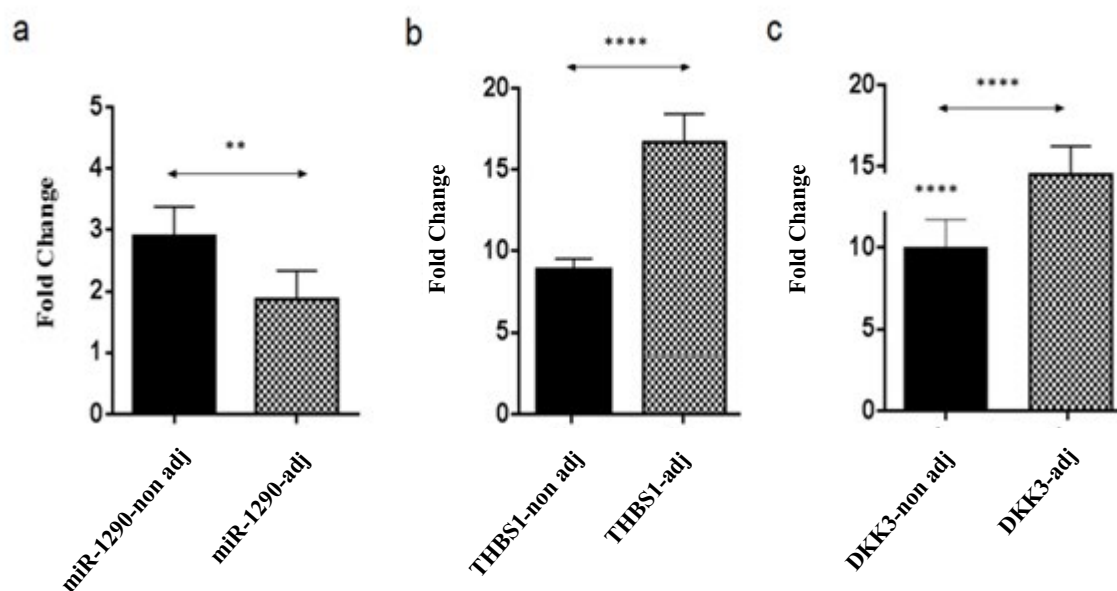 a
**
Fold Change
5
4
3
2
1
0
miR-1290-non adj
miR-1290-adj
b
****
Fold Change
20
15
10
5
0
THBS1-non adj
THBS1-adj
c
****
****
Fold Change
20
15
10
5
0
DKK3-non adj
DKK3-adj